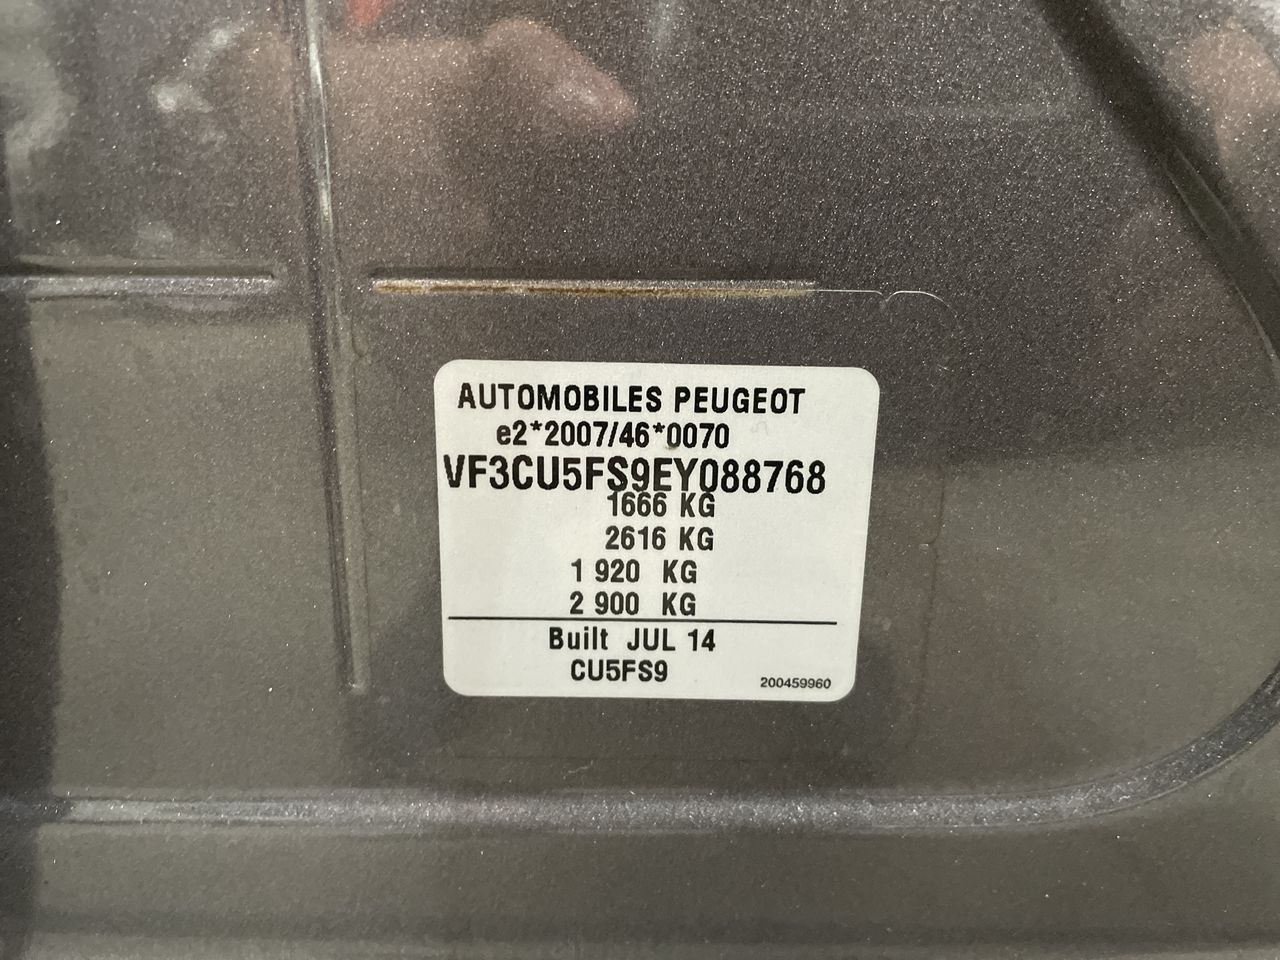 AUTOMOBILES PEUGEOT
e2*2007/46*0070
VF3CU5FS9EY088768
1666 KG
2616 KG
1 920 KG
2 900 KG
Built JUL 14
CU5FS9
200459960